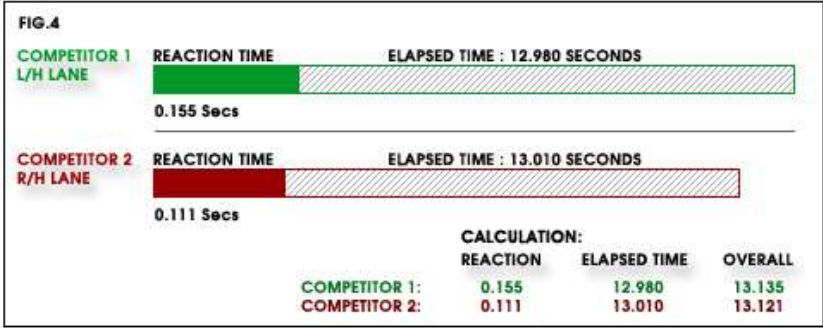 FIG.4
COMPETITOR 1 REACTION TIME ELAPSED TIME : 12.980 SECONDS
L/H LANE
0.155 Secs
COMPETITOR 2 REACTION TIME ELAPSED TIME : 13.010 SECONDS
R/H LANE
0.111 Secs
CALCULATION:
REACTION ELAPSED TIME OVERALL
COMPETITOR 1: 0.155 12.980 13.135
COMPETITOR 2: 0.111 13.010 13.121